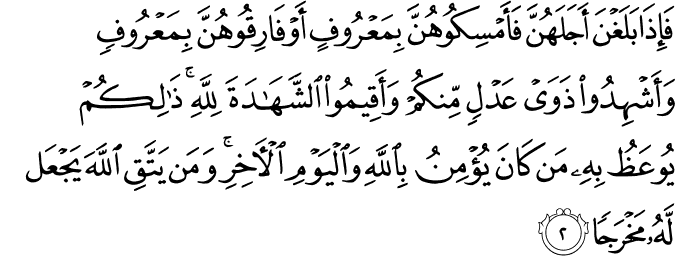 فَإِذَا بَلَغْنَ أَجَلَهُنَّ فَأَمْسِكُوهُنَّ بِمَعْرُوفٍ أَوْ فَارِقُوهُنَّ بِمَعْرُوفٍ
وَأَشْهِدُوا۟ ذَوَىْ عَدْلٍ مِّنكُمْ وَأَقِيمُوا۟ ٱلشَّهَٰدَةَ لِلَّهِ ۚ ذَٰلِكُمْ
يُوعَظُ بِهِۦ مَن كَانَ يُؤْمِنُ بِٱللَّهِ وَٱلْيَوْمِ ٱلْءَاخِرِ ۚ وَمَن يَتَّقِ ٱللَّهَ يَجْعَل
لَّهُۥ مَخْرَجًا ٢